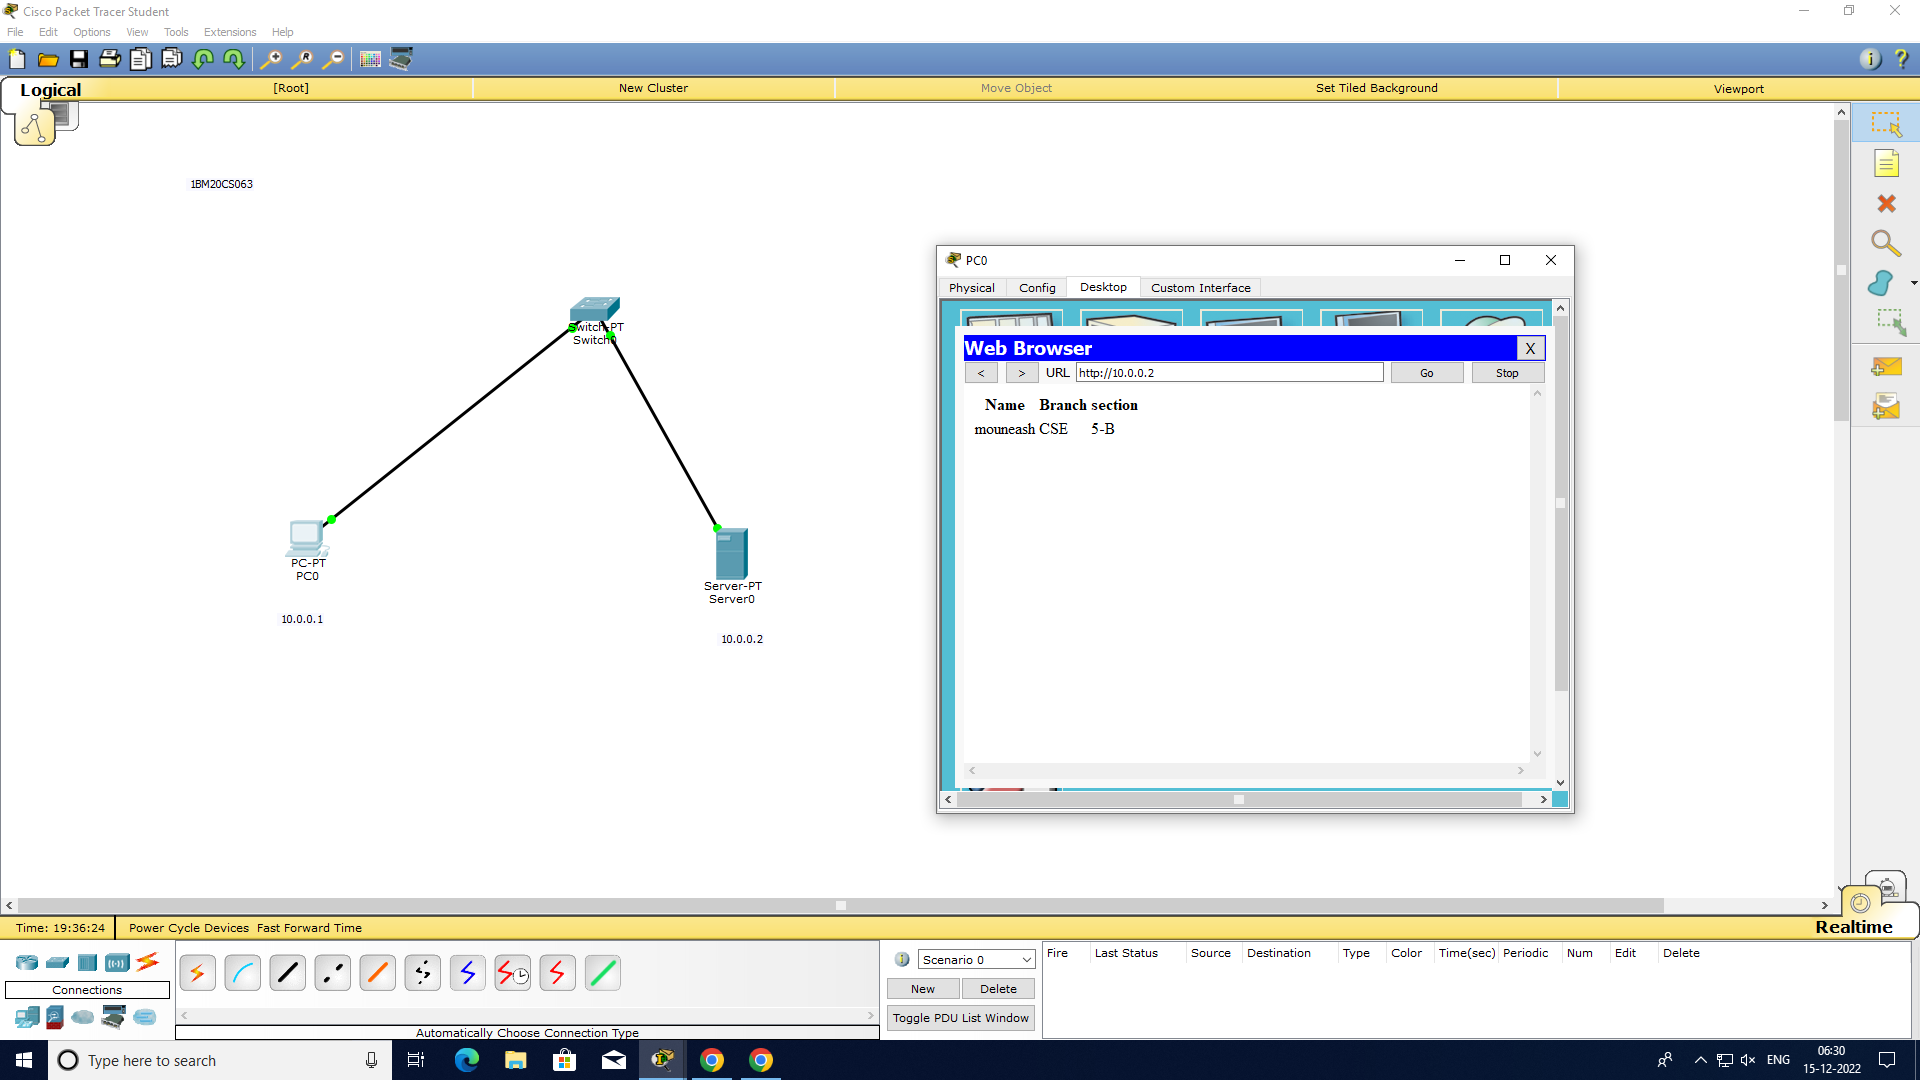 Cisco Packet Tracer Student
File Edit Options View Tools Extensions Help
Logical [Root] New Cluster Move Object Set Tiled Background Viewport
1BM20CS063
Switch-PT
Switch0
PC-PT
PC0
10.0.0.1
Server-PT
Server0
10.0.0.2
PC0
Physical Config Desktop Custom Interface
Web Browser X
< > URL http://10.0.0.2 Go Stop
Name Branch section
mouneash CSE 5-B
Realtime
Time: 19:36:24 Power Cycle Devices Fast Forward Time
Connections
Automatically Choose Connection Type
Scenario 0
New Delete
Toggle PDU List Window
Fire Last Status Source Destination Type Color Time(sec) Periodic Num Edit Delete
Type here to search
ENG
06:30
15-12-2022